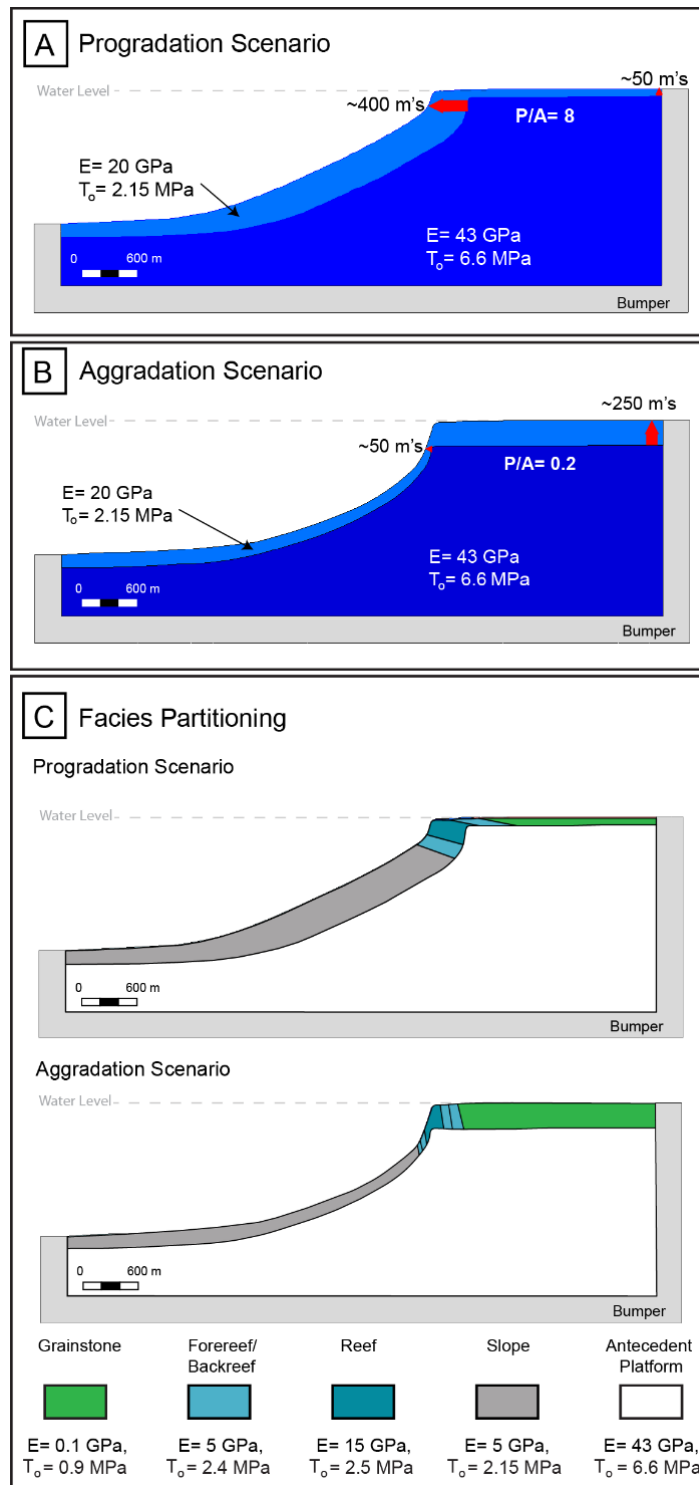 A Progradation Scenario
Water Level
~50 m's
~400 m's
P/A= 8
E= 20 GPa
To= 2.15 MPa
E= 43 GPa
To= 6.6 MPa
0 600 m
Bumper
B Aggradation Scenario
~250 m's
Water Level
~50 m's
P/A= 0.2
E= 20 GPa
To= 2.15 MPa
E= 43 GPa
To= 6.6 MPa
0 600 m
Bumper
C Facies Partitioning
Progradation Scenario
Water Level
0 600 m
Bumper
Aggradation Scenario
Water Level
0 600 m
Bumper
Grainstone Forereef/ Reef Slope Antecedent
Backreef Platform
E= 0.1 GPa, E= 5 GPa, E= 15 GPa, E= 5 GPa, E= 43 GPa
To= 0.9 MPa To= 2.4 MPa To= 2.5 MPa To= 2.15 MPa To= 6.6 MPa